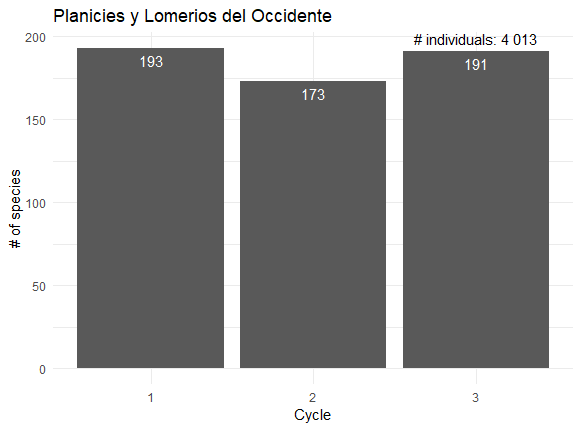 Planicies y Lomerios del Occidente
# individuals: 4 013
200
193
191
173
150
# of species
100
50
0
1
2
3
Cycle